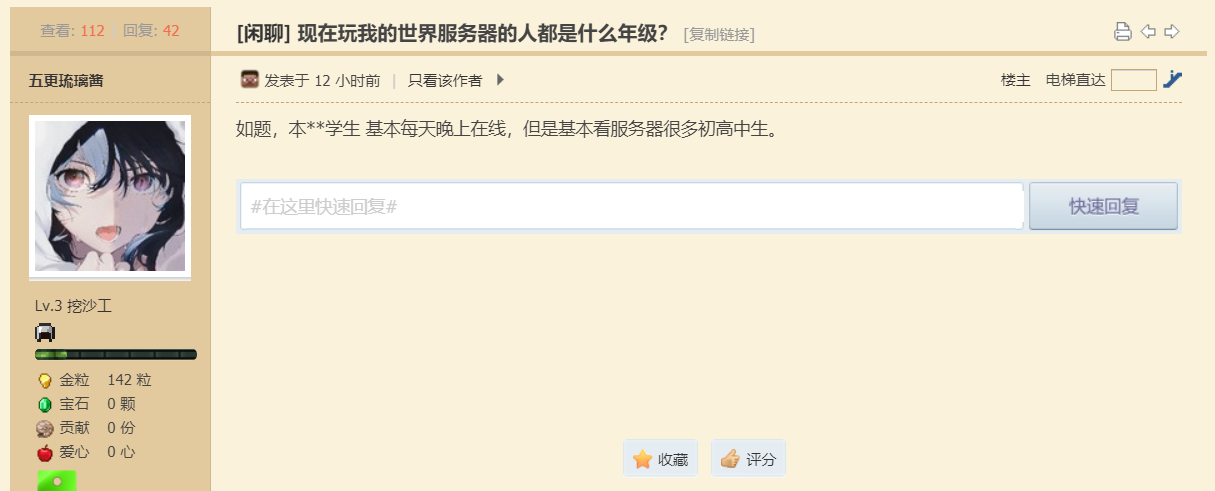 查看: 112 回复: 42
[闲聊] 现在玩我的世界服务器的人都是什么年级？ [复制链接]
五更琉璃酱
发表于 12 小时前 | 只看该作者
楼主 电梯直达
如题，本**学生 基本每天晚上在线，但是基本看服务器很多初高中生。
#在这里快速回复# 快速回复
Lv.3 挖沙工
金粒 142 粒
宝石 0 颗
贡献 0 份
爱心 0 心
收藏 评分